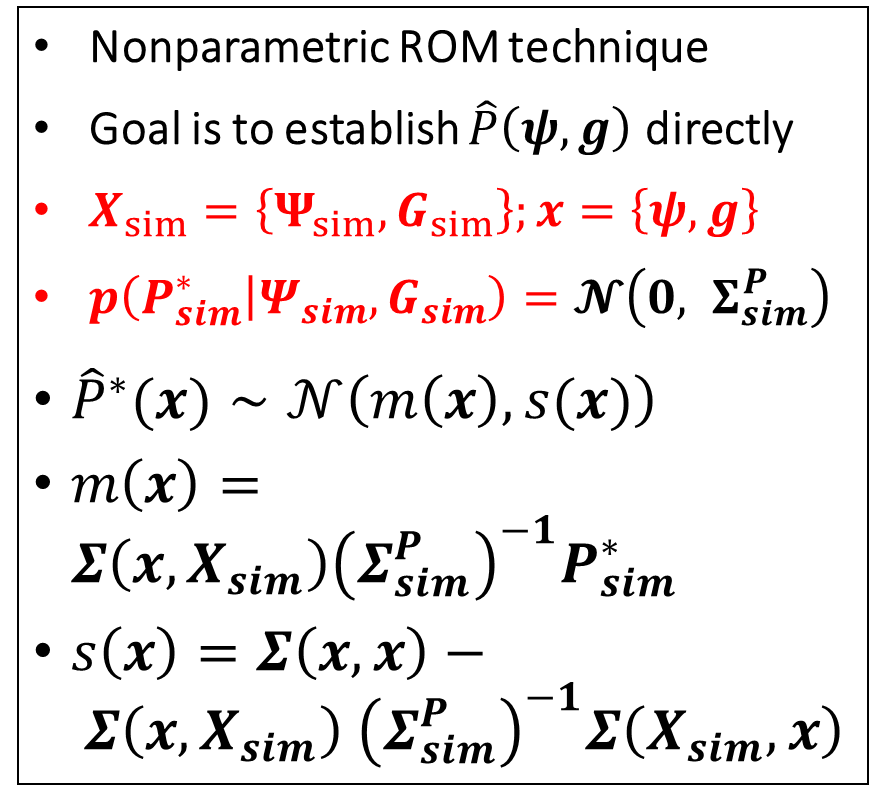 • Nonparametric ROM technique
• Goal is to establish P̂(𝝍, 𝒈) directly
• 𝑿_sim = {𝚿_sim, 𝑮_sim}; 𝒙 = {𝝍, 𝒈}
• 𝒑(𝑷*_𝒔𝒊𝒎|𝜳_𝒔𝒊𝒎, 𝑮_𝒔𝒊𝒎) = 𝓝(𝟎, 𝚺^𝑷_𝒔𝒊𝒎)
• P̂*(𝒙) ~ 𝒩(𝑚(𝒙), 𝑠(𝒙))
• 𝑚(𝒙) =
𝜮(𝒙, 𝑿_𝒔𝒊𝒎)(𝜮^𝑷_𝒔𝒊𝒎)^−𝟏 𝑷*_𝒔𝒊𝒎
• 𝑠(𝒙) = 𝜮(𝒙, 𝒙) −
𝜮(𝒙, 𝑿_𝒔𝒊𝒎) (𝜮^𝑷_𝒔𝒊𝒎)^−𝟏 𝜮(𝑿_𝒔𝒊𝒎, 𝒙)